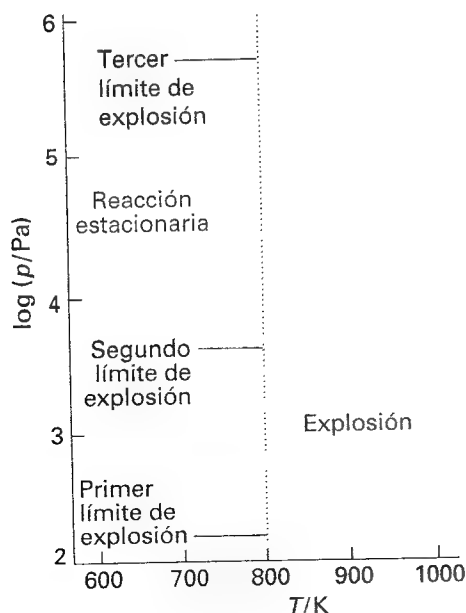 6
Tercer
límite de
explosión
5
Reacción
estacionaria
log (p/Pa)
4
Segundo
límite de
explosión
3
Explosión
Primer
límite de
explosión
2
600 700 800 900 1000
T/K